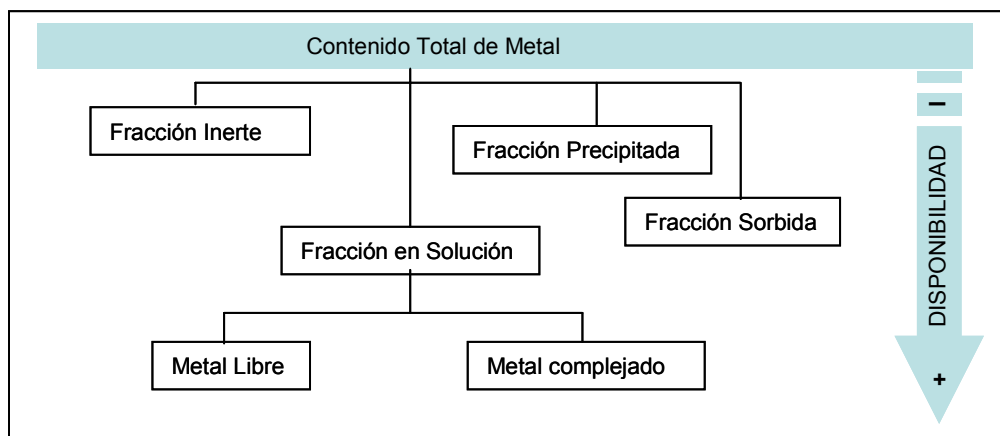 Contenido Total de Metal
–
Fracción Inerte
Fracción Precipitada
Fracción Sorbida
Fracción en Solución
DISPONIBILIDAD
Metal Libre
Metal complejado
+